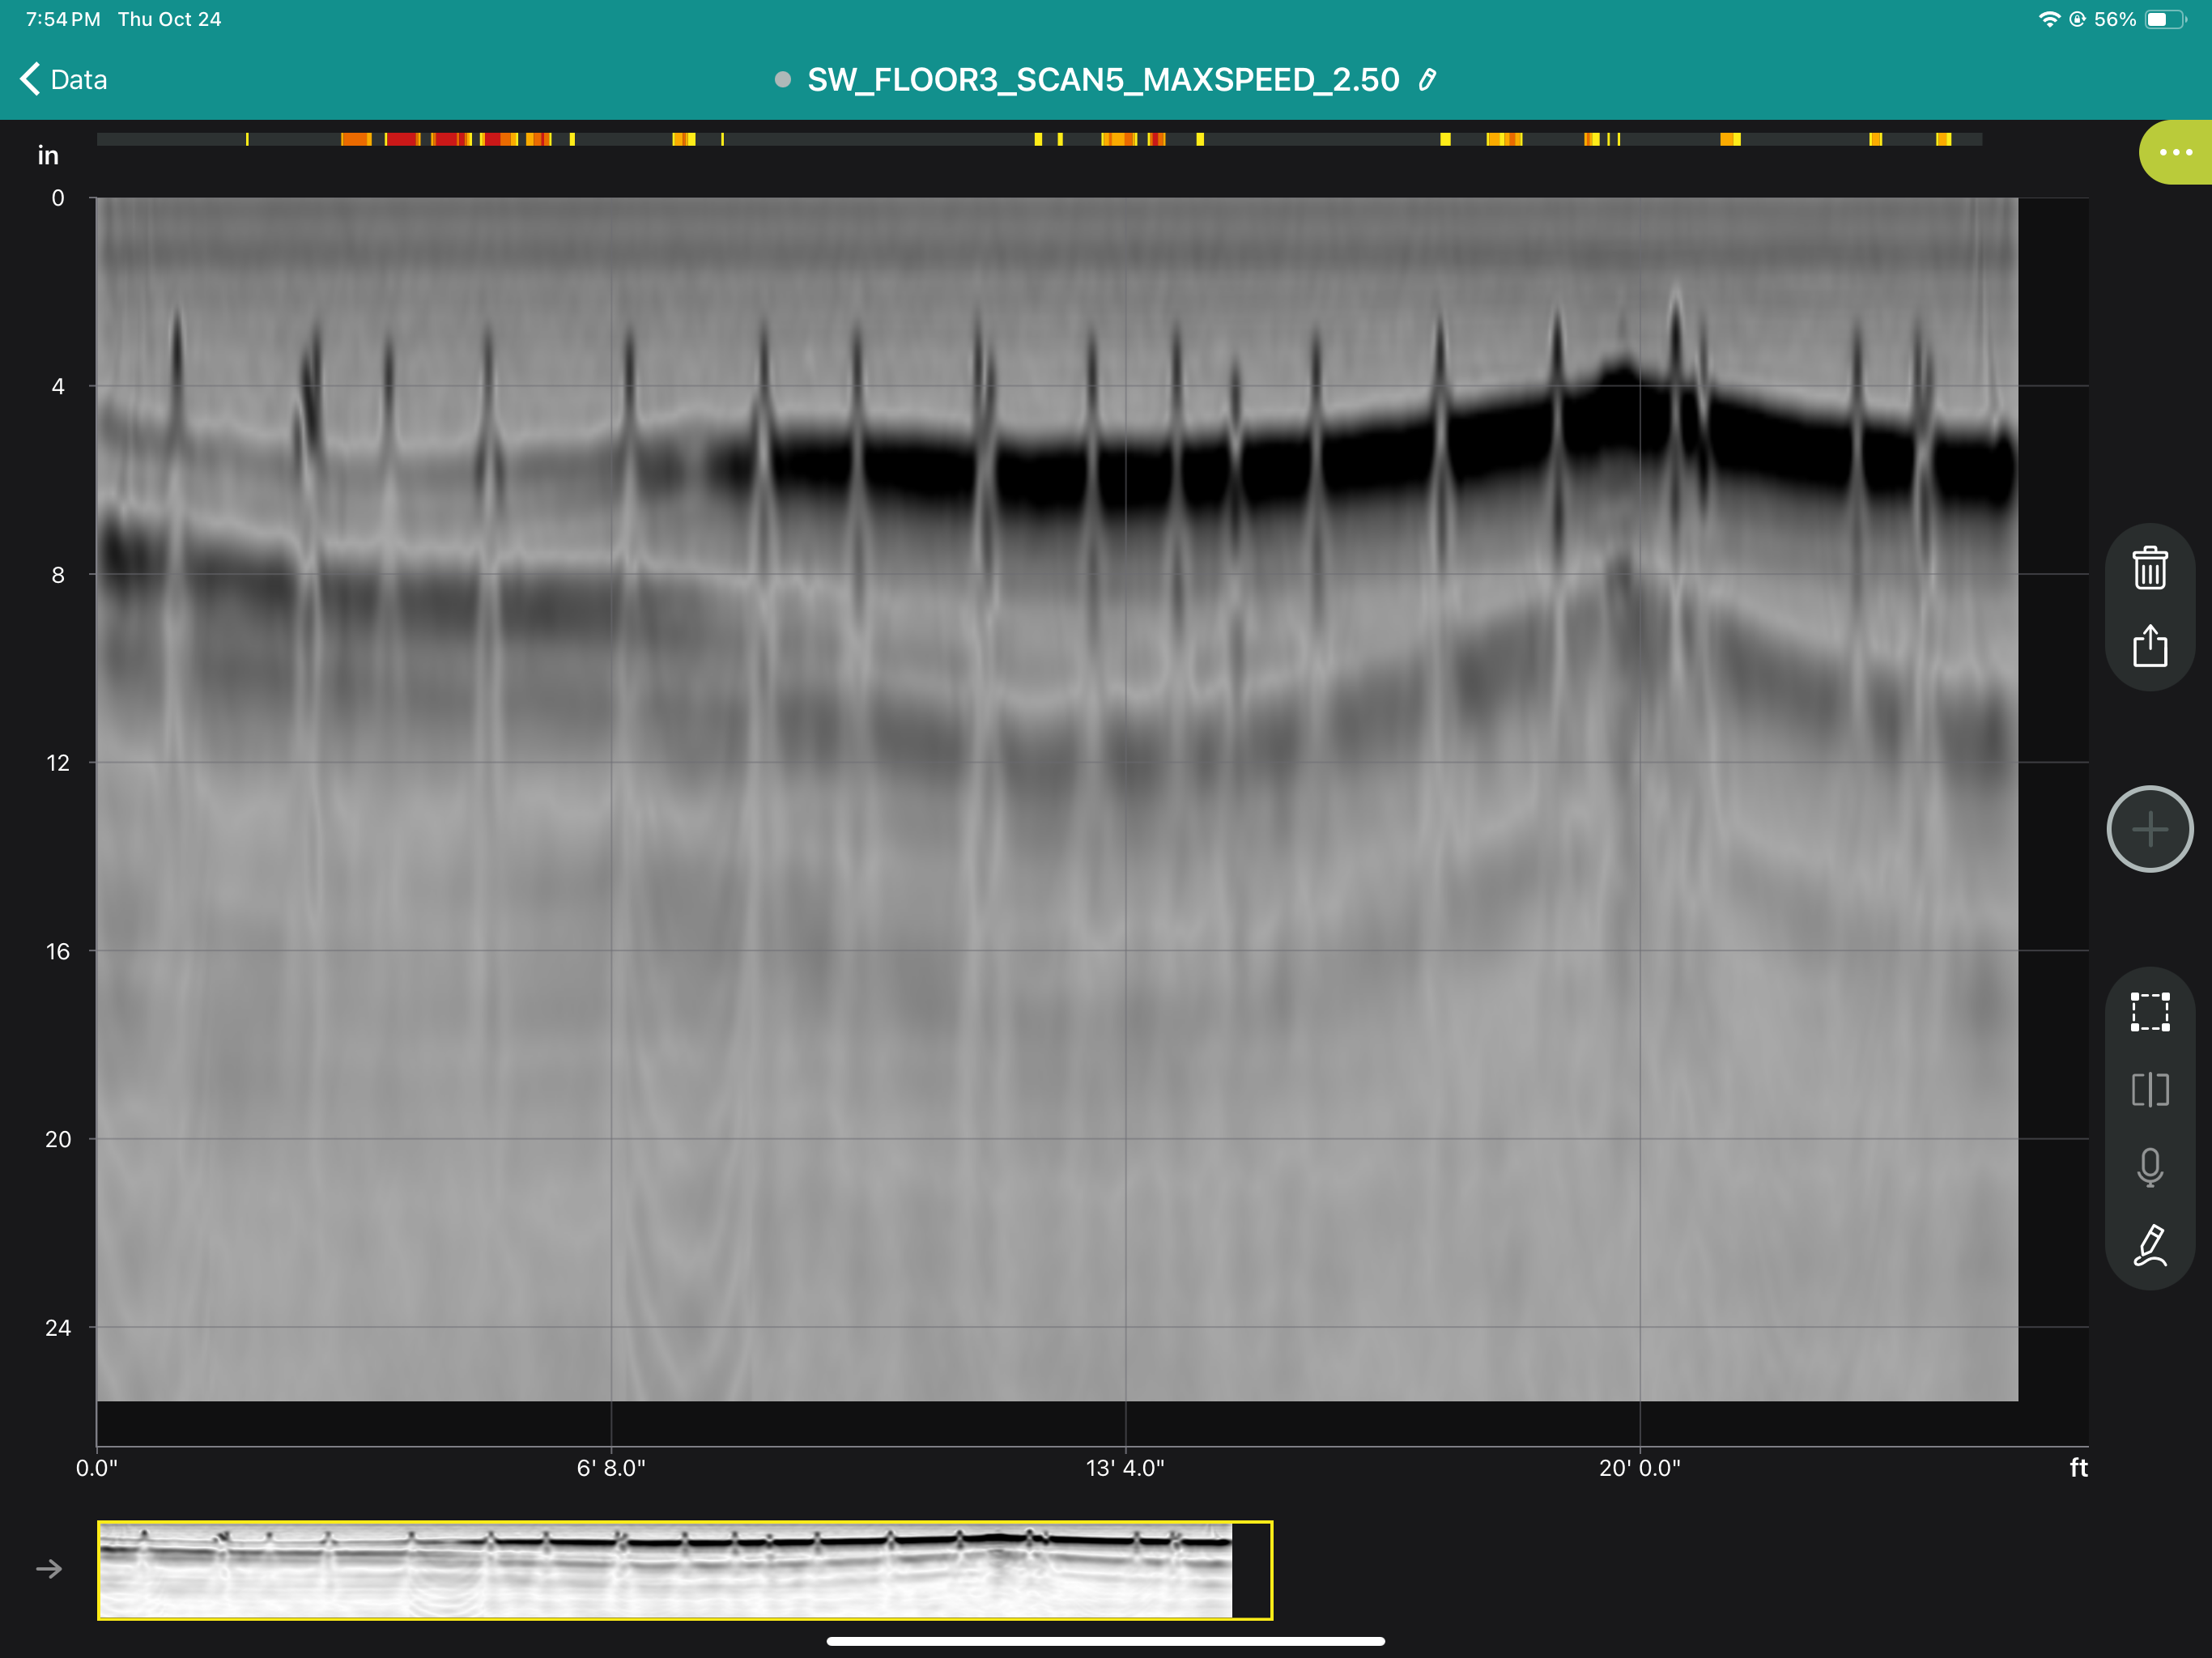 7:54 PM Thu Oct 24
56%
Data
SW_FLOOR3_SCAN5_MAXSPEED_2.50
in
0
4
8
12
16
20
24
0.0" 6' 8.0" 13' 4.0" 20' 0.0" ft